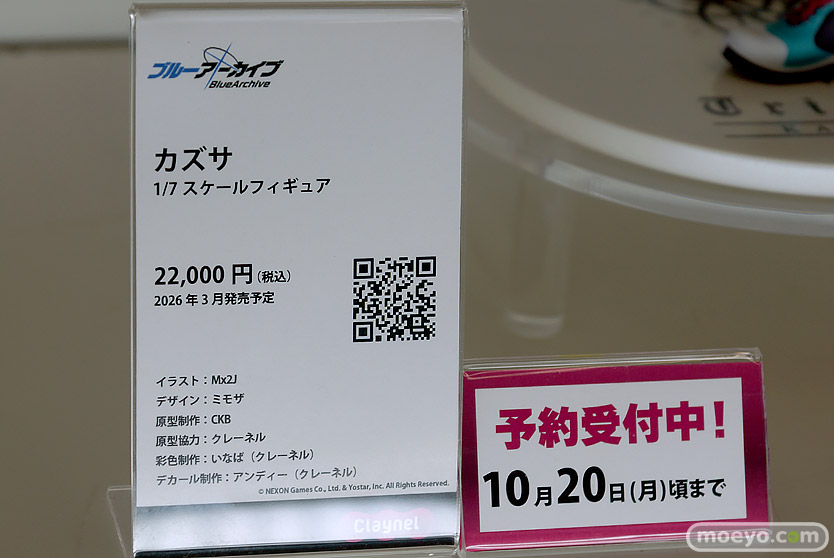 ブルーアーカイブ
BlueArchive
カズサ
1/7 スケールフィギュア
22,000 円(税込)
2026 年 3 月発売予定
イラスト：Mx2J
デザイン：ミモザ
原型制作：CKB
原型協力：クレーネル
彩色制作：いなば（クレーネル）
デカール制作：アンディー（クレーネル）
© NEXON Games Co., Ltd. & Yostar, Inc. All Rights Reserved.
Claynel
Tri
KA
予約受付中!
10月20日(月)頃まで
moeyo.com